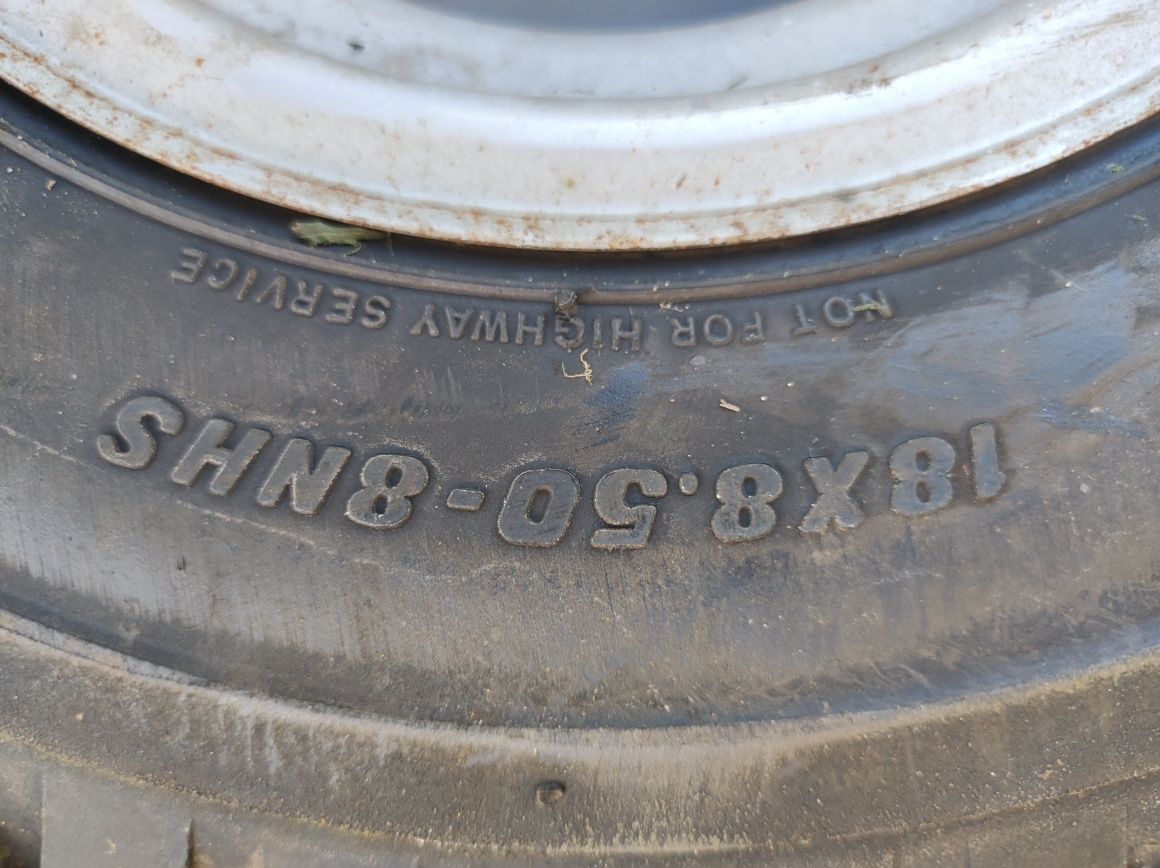 18X8.50-8NHS
NOT FOR HIGHWAY SERVICE